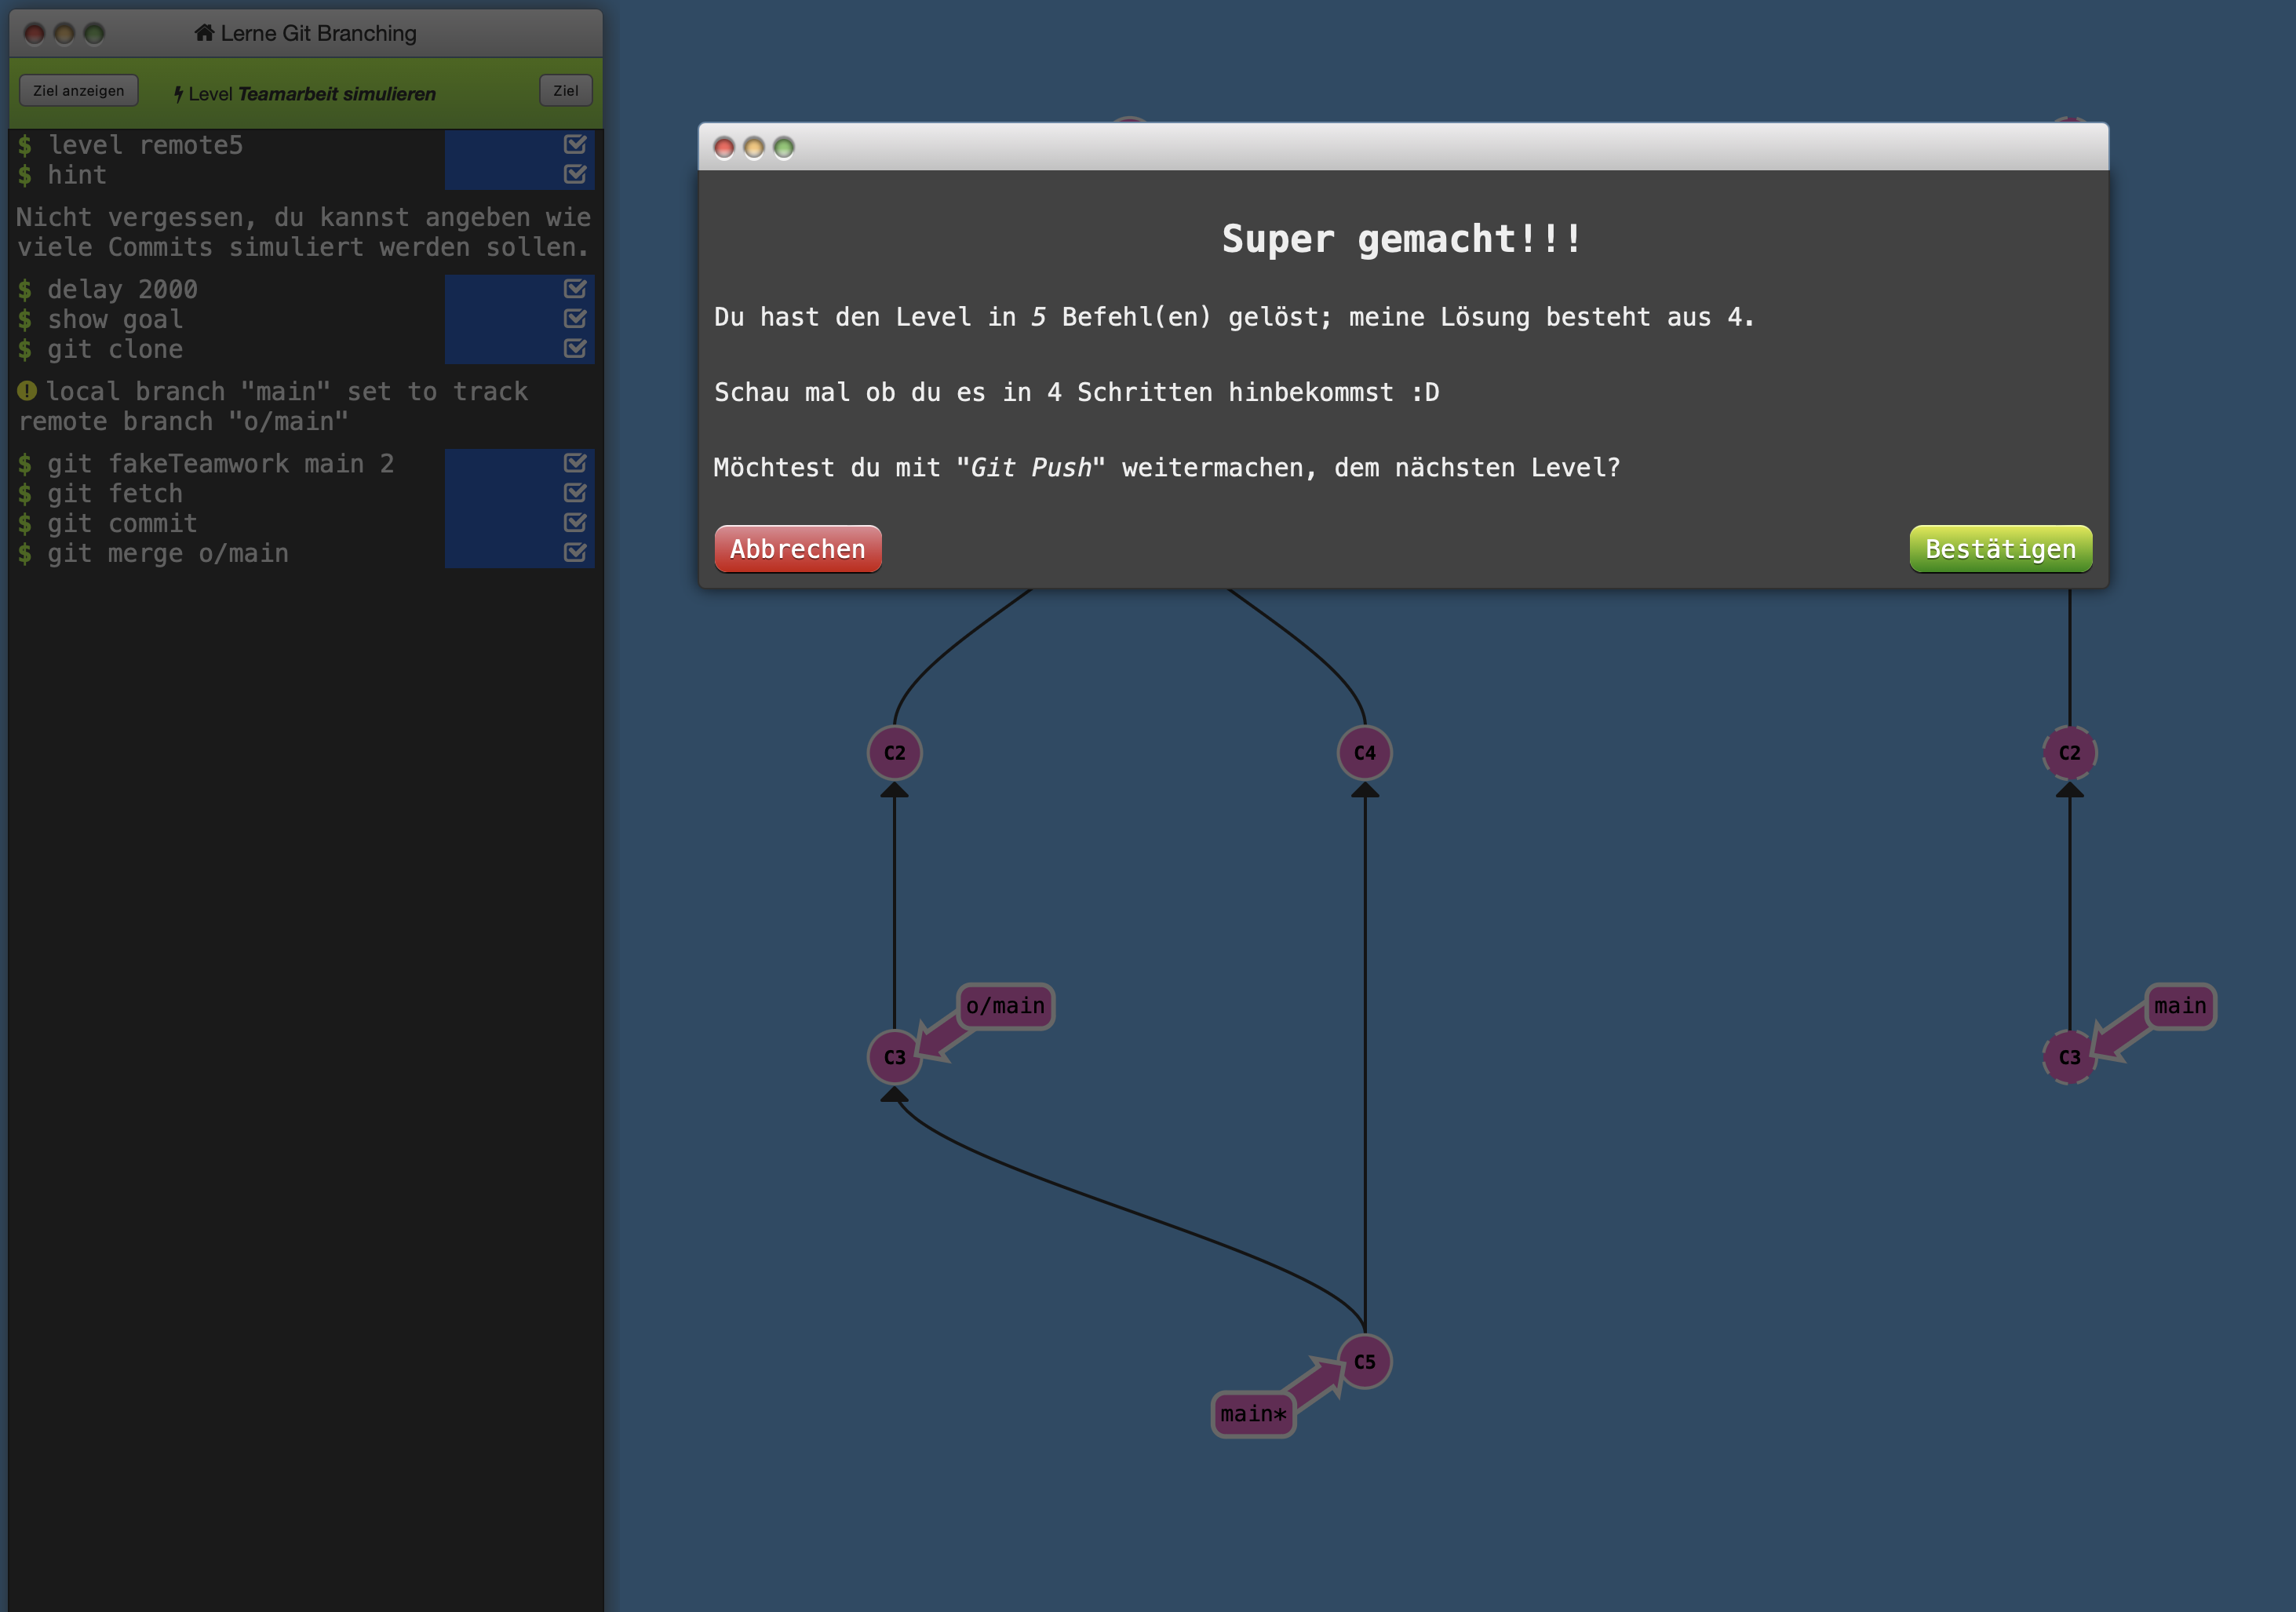 Lerne Git Branching
Ziel anzeigen
Level Teamarbeit simulieren
Ziel
$ level remote5
$ hint
Nicht vergessen, du kannst angeben wie
viele Commits simuliert werden sollen.
$ delay 2000
$ show goal
$ git clone
local branch "main" set to track
remote branch "o/main"
$ git fakeTeamwork main 2
$ git fetch
$ git commit
$ git merge o/main
Super gemacht!!!
Du hast den Level in 5 Befehl(en) gelöst; meine Lösung besteht aus 4.
Schau mal ob du es in 4 Schritten hinbekommst :D
Möchtest du mit "Git Push" weitermachen, dem nächsten Level?
Abbrechen
Bestätigen
C2
C4
C2
o/main
main
C3
C3
C5
main*